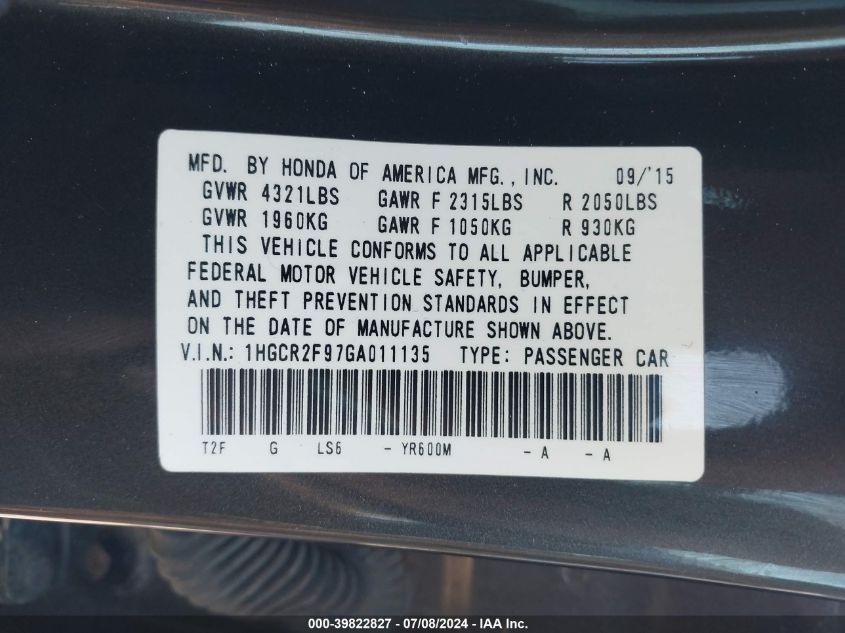 MFD. BY HONDA OF AMERICA MFG., INC. 09/'15
GVWR 4321LBS GAWR F 2315LBS R 2050LBS
GVWR 1960KG GAWR F 1050KG R 930KG
THIS VEHICLE CONFORMS TO ALL APPLICABLE
FEDERAL MOTOR VEHICLE SAFETY, BUMPER,
AND THEFT PREVENTION STANDARDS IN EFFECT
ON THE DATE OF MANUFACTURE SHOWN ABOVE.
V.I.N.: 1HGCR2F97GA011135 TYPE: PASSENGER CAR
T2F G LS6 - YR600M - A - A
000-39822827 - 07/08/2024 - IAA Inc.